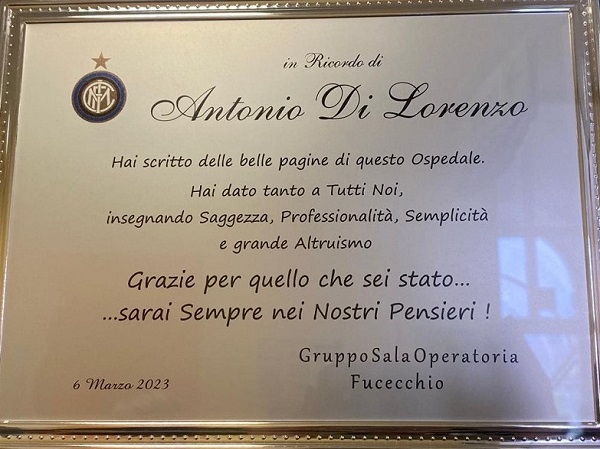 in Ricordo di
Antonio Di Lorenzo
Hai scritto delle belle pagine di questo Ospedale.
Hai dato tanto a Tutti Noi,
insegnando Saggezza, Professionalità, Semplicità
e grande Altruismo
Grazie per quello che sei stato...
...sarai Sempre nei Nostri Pensieri !
GruppoSalaOperatoria
Fucecchio
6 Marzo 2023